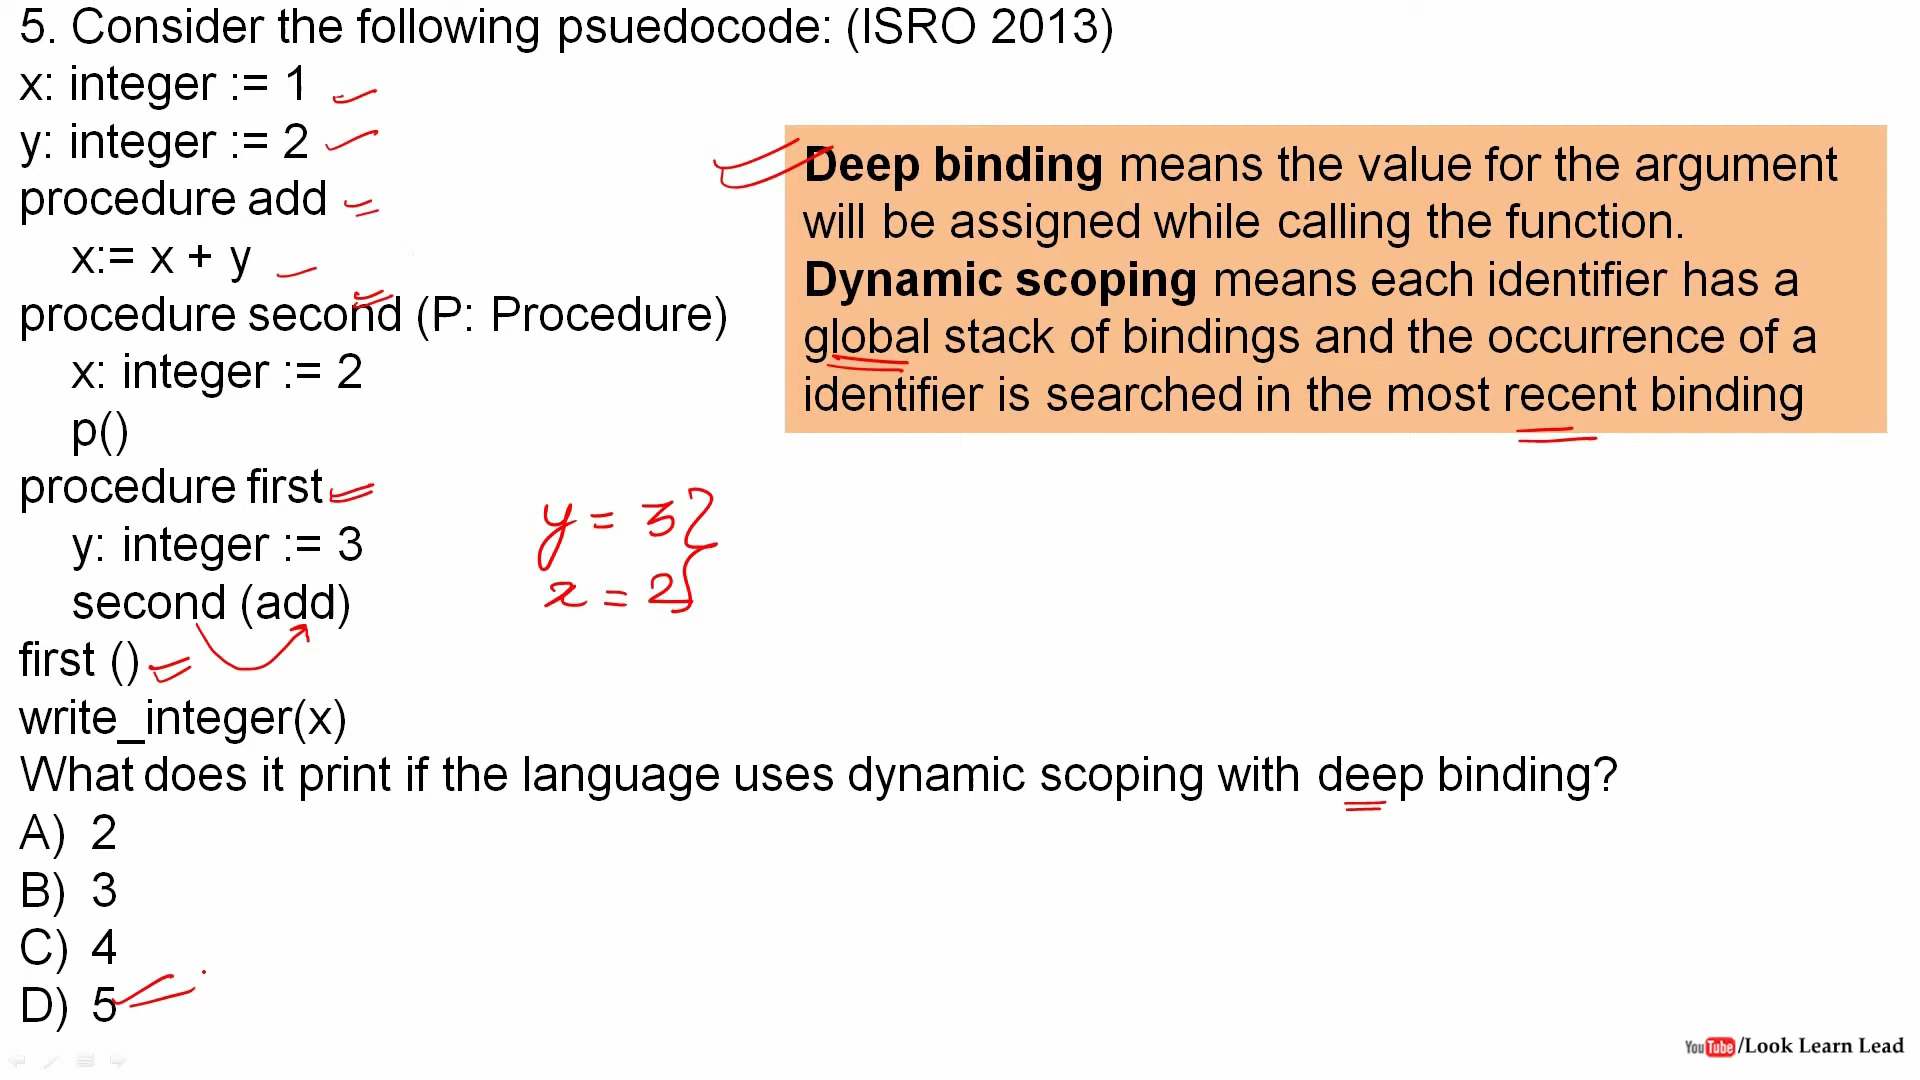 5. Consider the following psuedocode: (ISRO 2013)
x: integer := 1
y: integer := 2
procedure add
x:= x + y
procedure second (P: Procedure)
x: integer := 2
p()
procedure first
y: integer := 3
second (add)
first ()
write_integer(x)
What does it print if the language uses dynamic scoping with deep binding?
A) 2
B) 3
C) 4
D) 5
Deep binding means the value for the argument
will be assigned while calling the function.
Dynamic scoping means each identifier has a
global stack of bindings and the occurrence of a
identifier is searched in the most recent binding
y = 3
x = 2
YouTube/Look Learn Lead